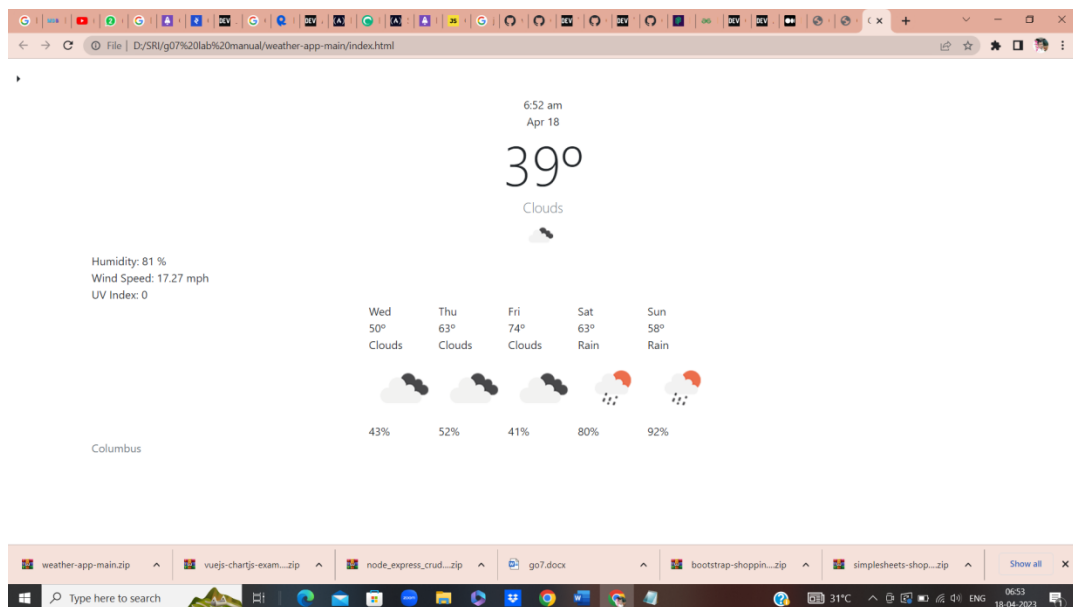 File | D:/SRI/g07%20lab%20manual/weather-app-main/index.html
6:52 am
Apr 18
39º
Clouds
Humidity: 81 %
Wind Speed: 17.27 mph
UV Index: 0
Wed Thu Fri Sat Sun
50º 63º 74º 63º 58º
Clouds Clouds Clouds Rain Rain
43% 52% 41% 80% 92%
Columbus
weather-app-main.zip vuejs-chartjs-exam....zip node_express_crud....zip go7.docx bootstrap-shoppin....zip simplesheets-shop....zip Show all
Type here to search 31°C ENG 06:53
18-04-2023